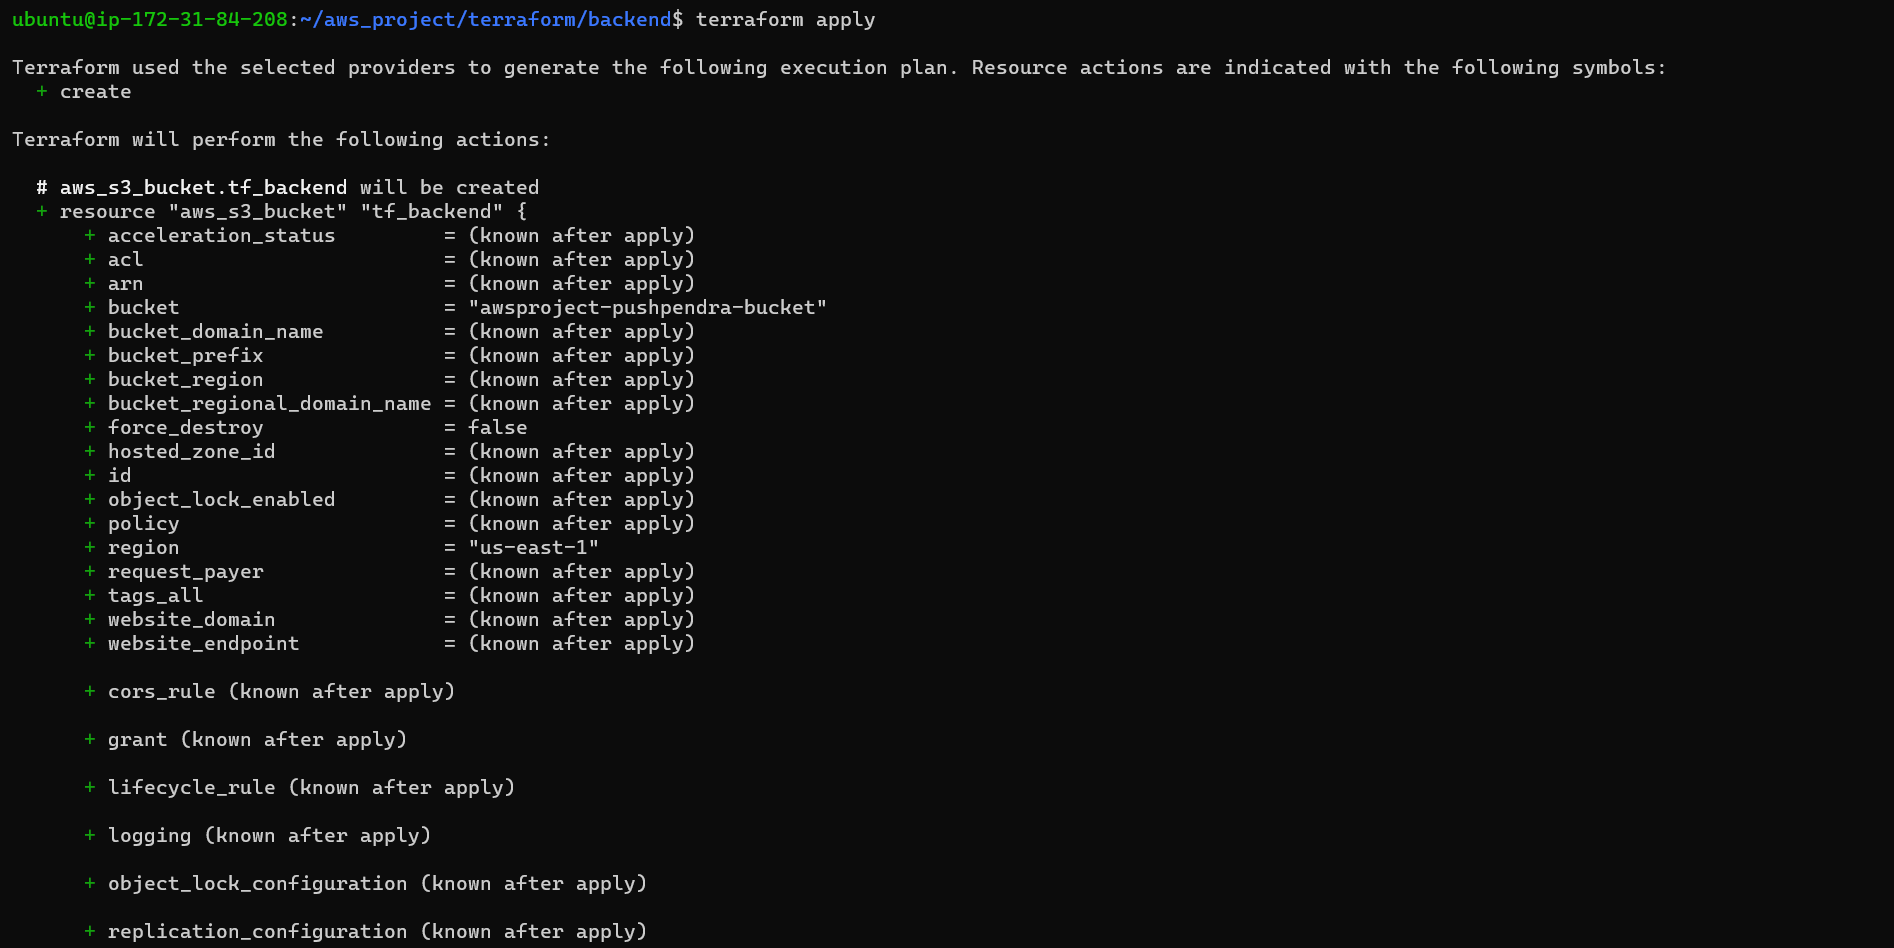 ubuntu@ip-172-31-84-208:~/aws_project/terraform/backend$ terraform apply
Terraform used the selected providers to generate the following execution plan. Resource actions are indicated with the following symbols:
+ create
Terraform will perform the following actions:
# aws_s3_bucket.tf_backend will be created
+ resource "aws_s3_bucket" "tf_backend" {
+ acceleration_status = (known after apply)
+ acl = (known after apply)
+ arn = (known after apply)
+ bucket = "awsproject-pushpendra-bucket"
+ bucket_domain_name = (known after apply)
+ bucket_prefix = (known after apply)
+ bucket_region = (known after apply)
+ bucket_regional_domain_name = (known after apply)
+ force_destroy = false
+ hosted_zone_id = (known after apply)
+ id = (known after apply)
+ object_lock_enabled = (known after apply)
+ policy = (known after apply)
+ region = "us-east-1"
+ request_payer = (known after apply)
+ tags_all = (known after apply)
+ website_domain = (known after apply)
+ website_endpoint = (known after apply)
+ cors_rule (known after apply)
+ grant (known after apply)
+ lifecycle_rule (known after apply)
+ logging (known after apply)
+ object_lock_configuration (known after apply)
+ replication_configuration (known after apply)